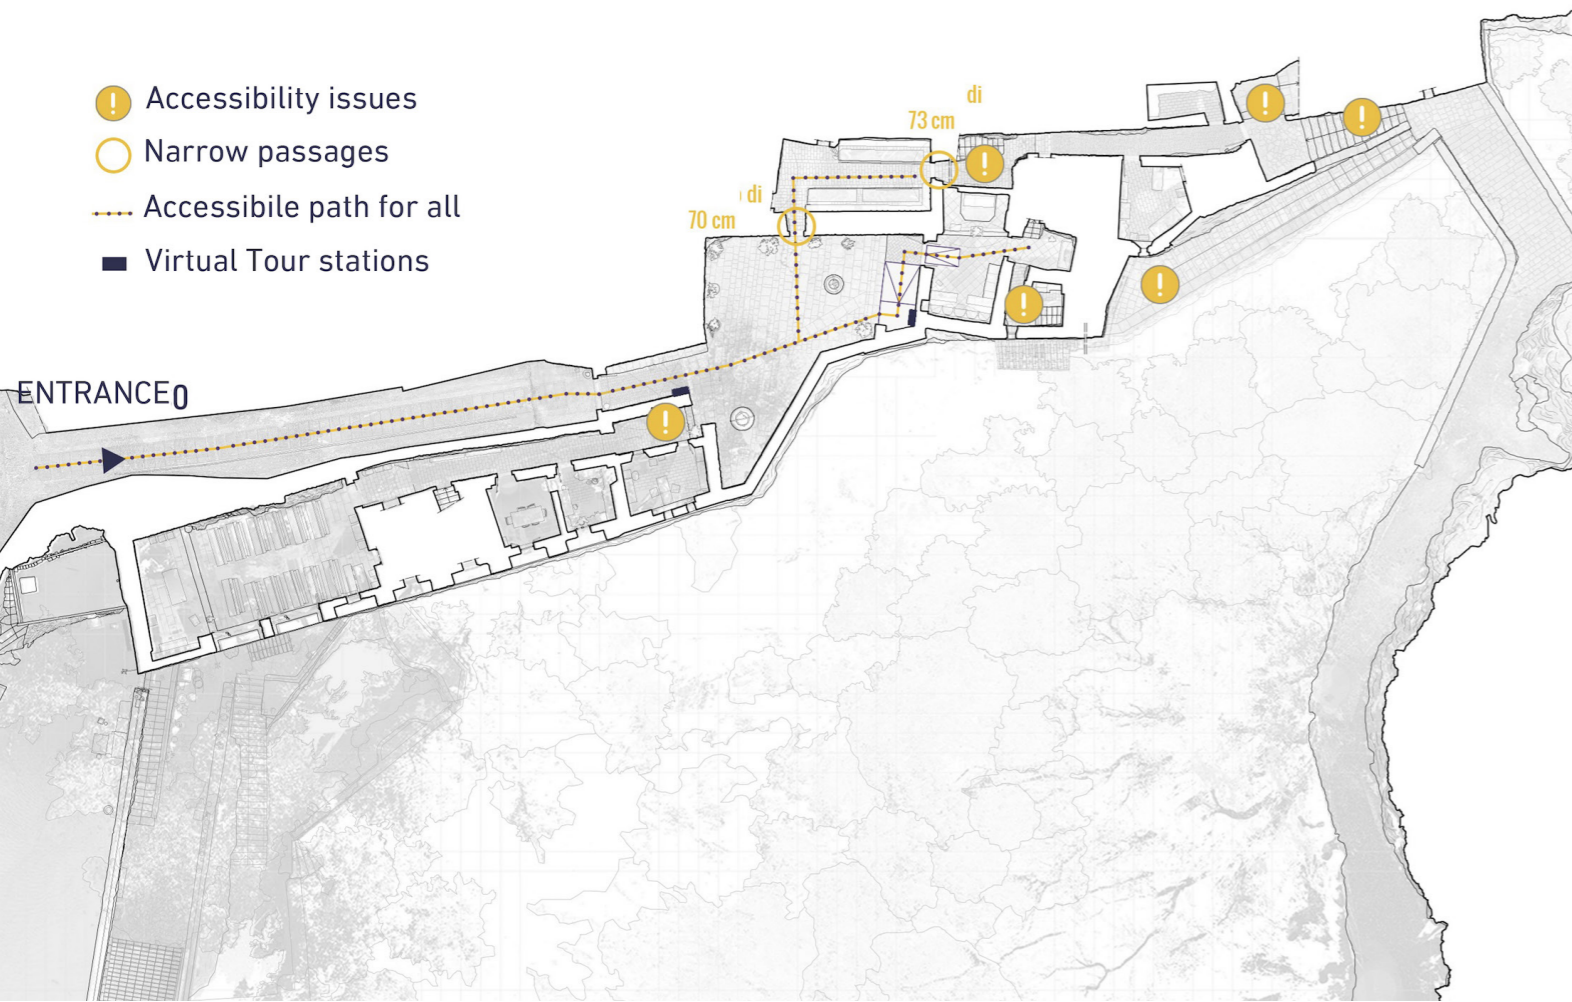 Accessibility issues
Narrow passages
Accessibile path for all
Virtual Tour stations
di
73 cm
di
70 cm
ENTRANCE